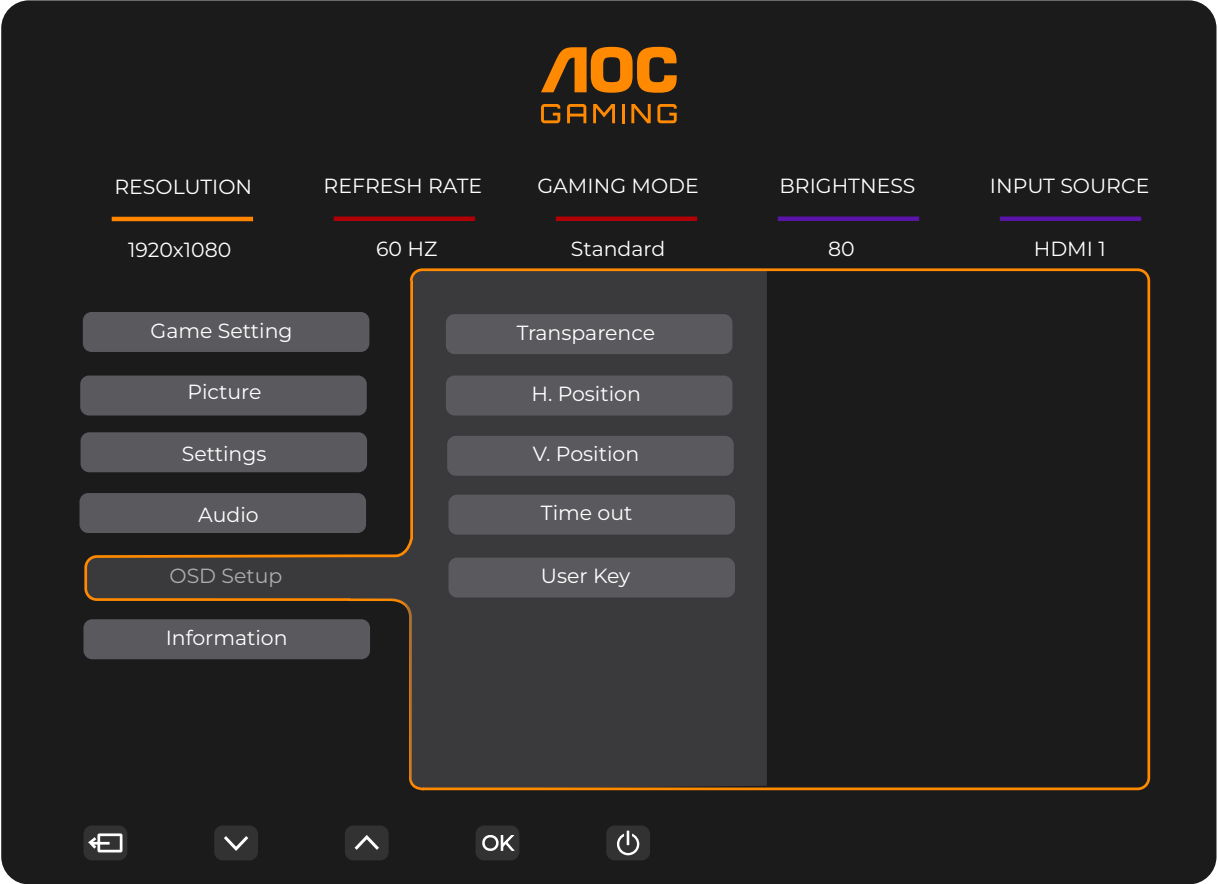 AOC
GAMING
RESOLUTION REFRESH RATE GAMING MODE BRIGHTNESS INPUT SOURCE
1920x1080 60 HZ Standard 80 HDMI 1
Game Setting
Picture
Settings
Audio
OSD Setup
Information
Transparence
H. Position
V. Position
Time out
User Key
OK